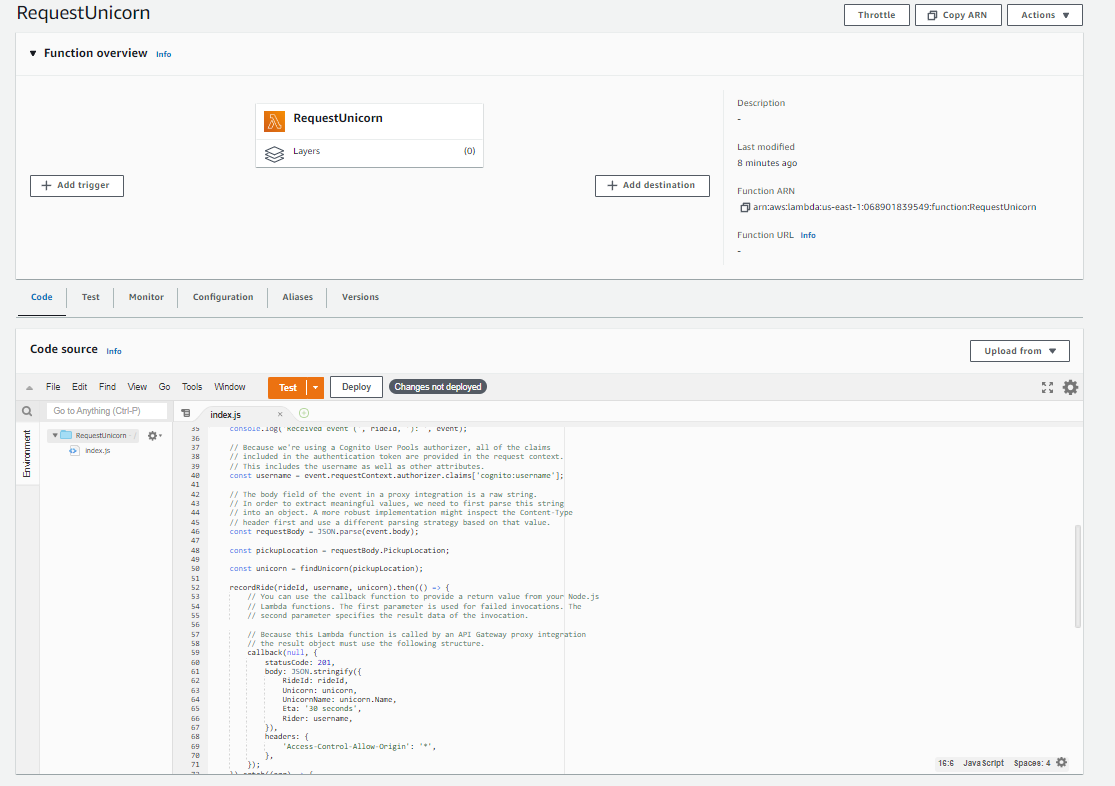 RequestUnicorn
Throttle
Copy ARN
Actions
Function overview Info
RequestUnicorn
Layers (0)
Add trigger
Add destination
Description
-
Last modified
8 minutes ago
Function ARN
arn:aws:lambda:us-east-1:068901839549:function:RequestUnicorn
Function URL Info
-
Code Test Monitor Configuration Aliases Versions
Code source Info
Upload from
File Edit Find View Go Tools Window Test Deploy Changes not deployed
Go to Anything (Ctrl-P)
index.js
Environment
RequestUnicorn - /
index.js
35 console.log('Received event (', rideId, '): ', event);
36
37 // Because we're using a Cognito User Pools authorizer, all of the claims
38 // included in the authentication token are provided in the request context.
39 // This includes the username as well as other attributes.
40 const username = event.requestContext.authorizer.claims['cognito:username'];
41
42 // The body field of the event in a proxy integration is a raw string.
43 // In order to extract meaningful values, we need to first parse this string
44 // into an object. A more robust implementation might inspect the Content-Type
45 // header first and use a different parsing strategy based on that value.
46 const requestBody = JSON.parse(event.body);
47
48 const pickupLocation = requestBody.PickupLocation;
49
50 const unicorn = findUnicorn(pickupLocation);
51
52 recordRide(rideId, username, unicorn).then(() => {
53 // You can use the callback function to provide a return value from your Node.js
54 // Lambda functions. The first parameter is used for failed invocations. The
55 // second parameter specifies the result data of the invocation.
56
57 // Because this Lambda function is called by an API Gateway proxy integration
58 // the result object must use the following structure.
59 callback(null, {
60 statusCode: 201,
61 body: JSON.stringify({
62 RideId: rideId,
63 Unicorn: unicorn,
64 UnicornName: unicorn.Name,
65 Eta: '30 seconds',
66 Rider: username,
67 }),
68 headers: {
69 'Access-Control-Allow-Origin': '*',
70 },
71 });
72 }).catch((err) => {
16:6 JavaScript Spaces: 4